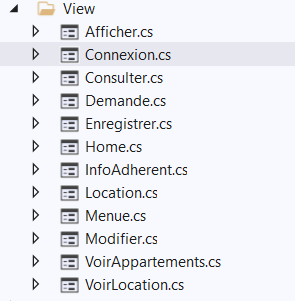 View
Afficher.cs
Connexion.cs
Consulter.cs
Demande.cs
Enregistrer.cs
Home.cs
InfoAdherent.cs
Location.cs
Menue.cs
Modifier.cs
VoirAppartements.cs
VoirLocation.cs